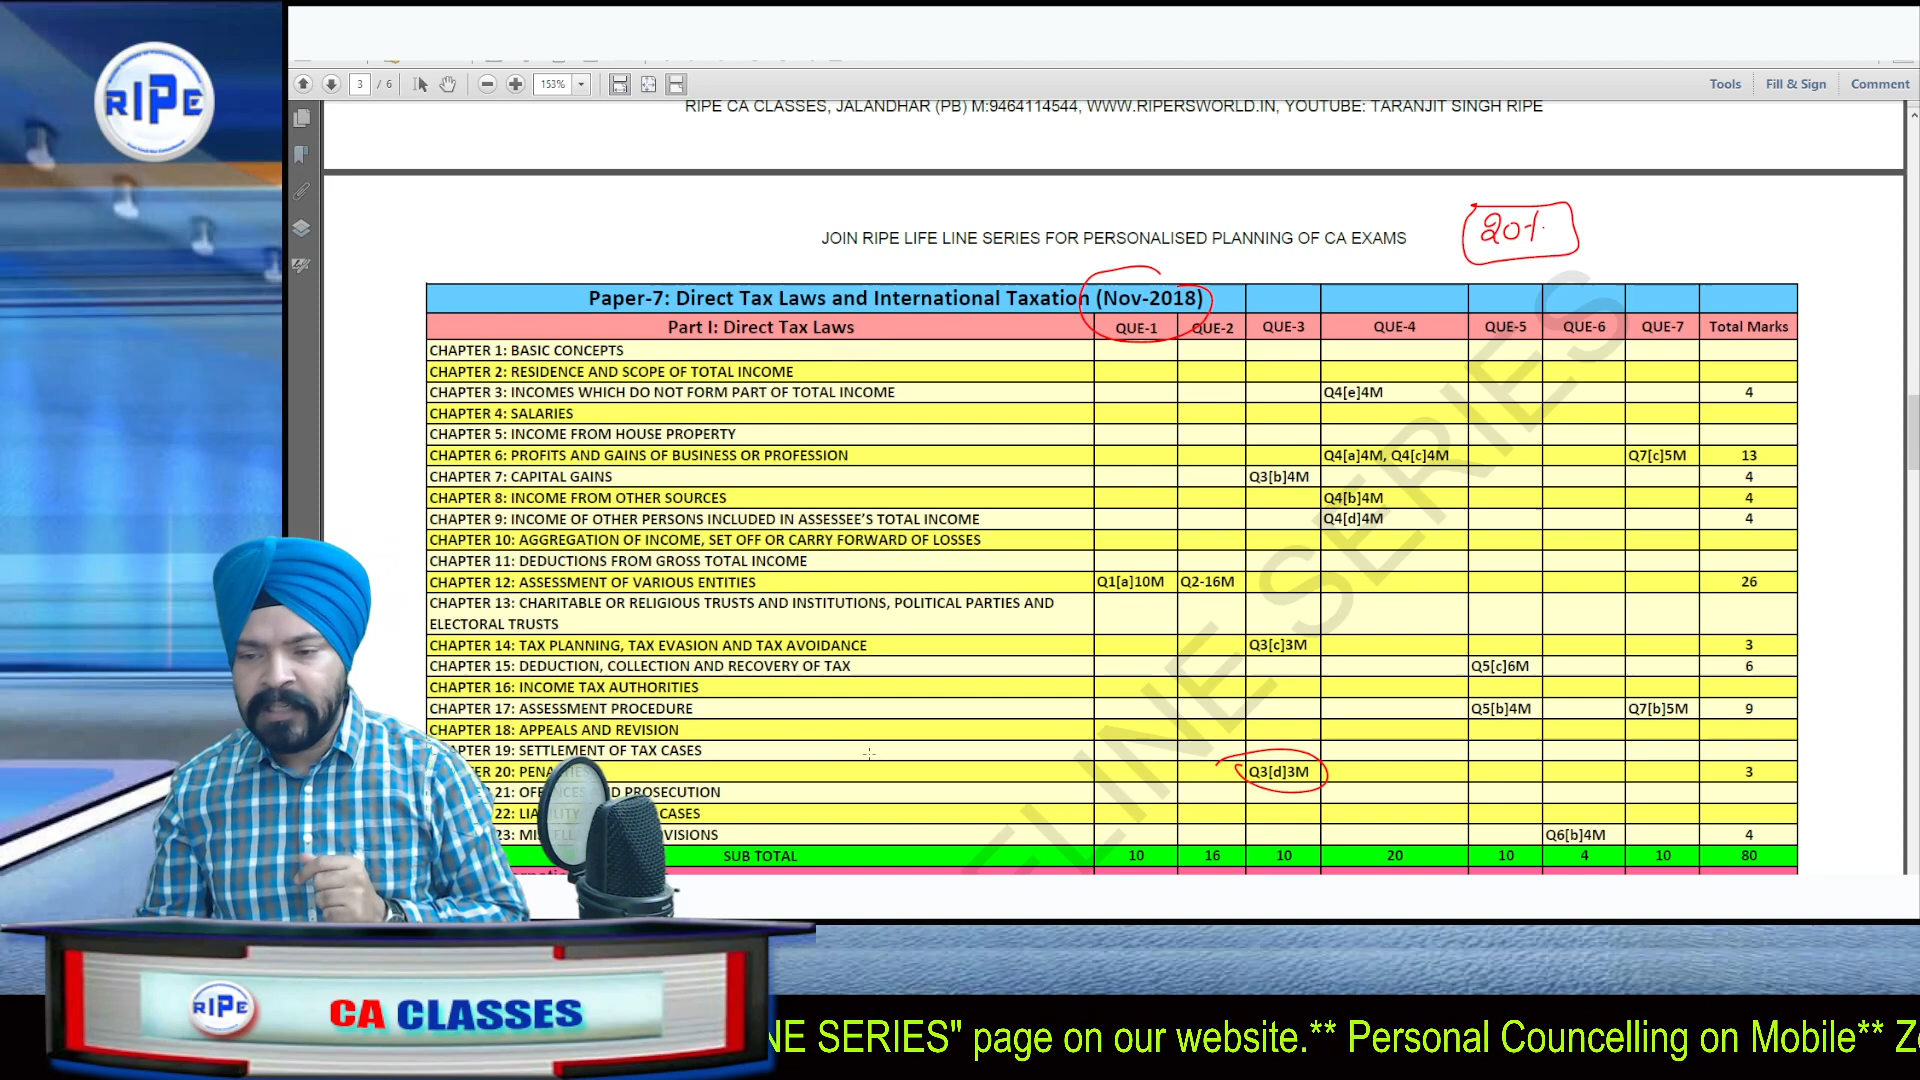 RIPE
3 / 6 153% Tools Fill & Sign Comment
RIPE CA CLASSES, JALANDHAR (PB) M:9464114544, WWW.RIPERSWORLD.IN, YOUTUBE: TARANJIT SINGH RIPE
JOIN RIPE LIFE LINE SERIES FOR PERSONALISED PLANNING OF CA EXAMS
20%
Paper-7: Direct Tax Laws and International Taxation (Nov-2018)
Part I: Direct Tax Laws QUE-1 QUE-2 QUE-3 QUE-4 QUE-5 QUE-6 QUE-7 Total Marks
CHAPTER 1: BASIC CONCEPTS
CHAPTER 2: RESIDENCE AND SCOPE OF TOTAL INCOME
CHAPTER 3: INCOMES WHICH DO NOT FORM PART OF TOTAL INCOME Q4[e]4M 4
CHAPTER 4: SALARIES
CHAPTER 5: INCOME FROM HOUSE PROPERTY
CHAPTER 6: PROFITS AND GAINS OF BUSINESS OR PROFESSION Q4[a]4M, Q4[c]4M Q7[c]5M 13
CHAPTER 7: CAPITAL GAINS Q3[b]4M 4
CHAPTER 8: INCOME FROM OTHER SOURCES Q4[b]4M 4
CHAPTER 9: INCOME OF OTHER PERSONS INCLUDED IN ASSESSEE'S TOTAL INCOME Q4[d]4M 4
CHAPTER 10: AGGREGATION OF INCOME, SET OFF OR CARRY FORWARD OF LOSSES
CHAPTER 11: DEDUCTIONS FROM GROSS TOTAL INCOME
CHAPTER 12: ASSESSMENT OF VARIOUS ENTITIES Q1[a]10M Q2-16M 26
CHAPTER 13: CHARITABLE OR RELIGIOUS TRUSTS AND INSTITUTIONS, POLITICAL PARTIES AND
ELECTORAL TRUSTS
CHAPTER 14: TAX PLANNING, TAX EVASION AND TAX AVOIDANCE Q3[c]3M 3
CHAPTER 15: DEDUCTION, COLLECTION AND RECOVERY OF TAX Q5[c]6M 6
CHAPTER 16: INCOME TAX AUTHORITIES
CHAPTER 17: ASSESSMENT PROCEDURE Q5[b]4M Q7[b]5M 9
CHAPTER 18: APPEALS AND REVISION
APTER 19: SETTLEMENT OF TAX CASES
ER 20: PENALTIES Q3[d]3M 3
21: OFFENCES AND PROSECUTION
22: LIABILITY CASES
23: MISCELL VISIONS Q6[b]4M 4
SUB TOTAL 10 16 10 20 10 4 10 80
ELINE SERIES
RIPE CA CLASSES
NE SERIES" page on our website.** Personal Councelling on Mobile** Z